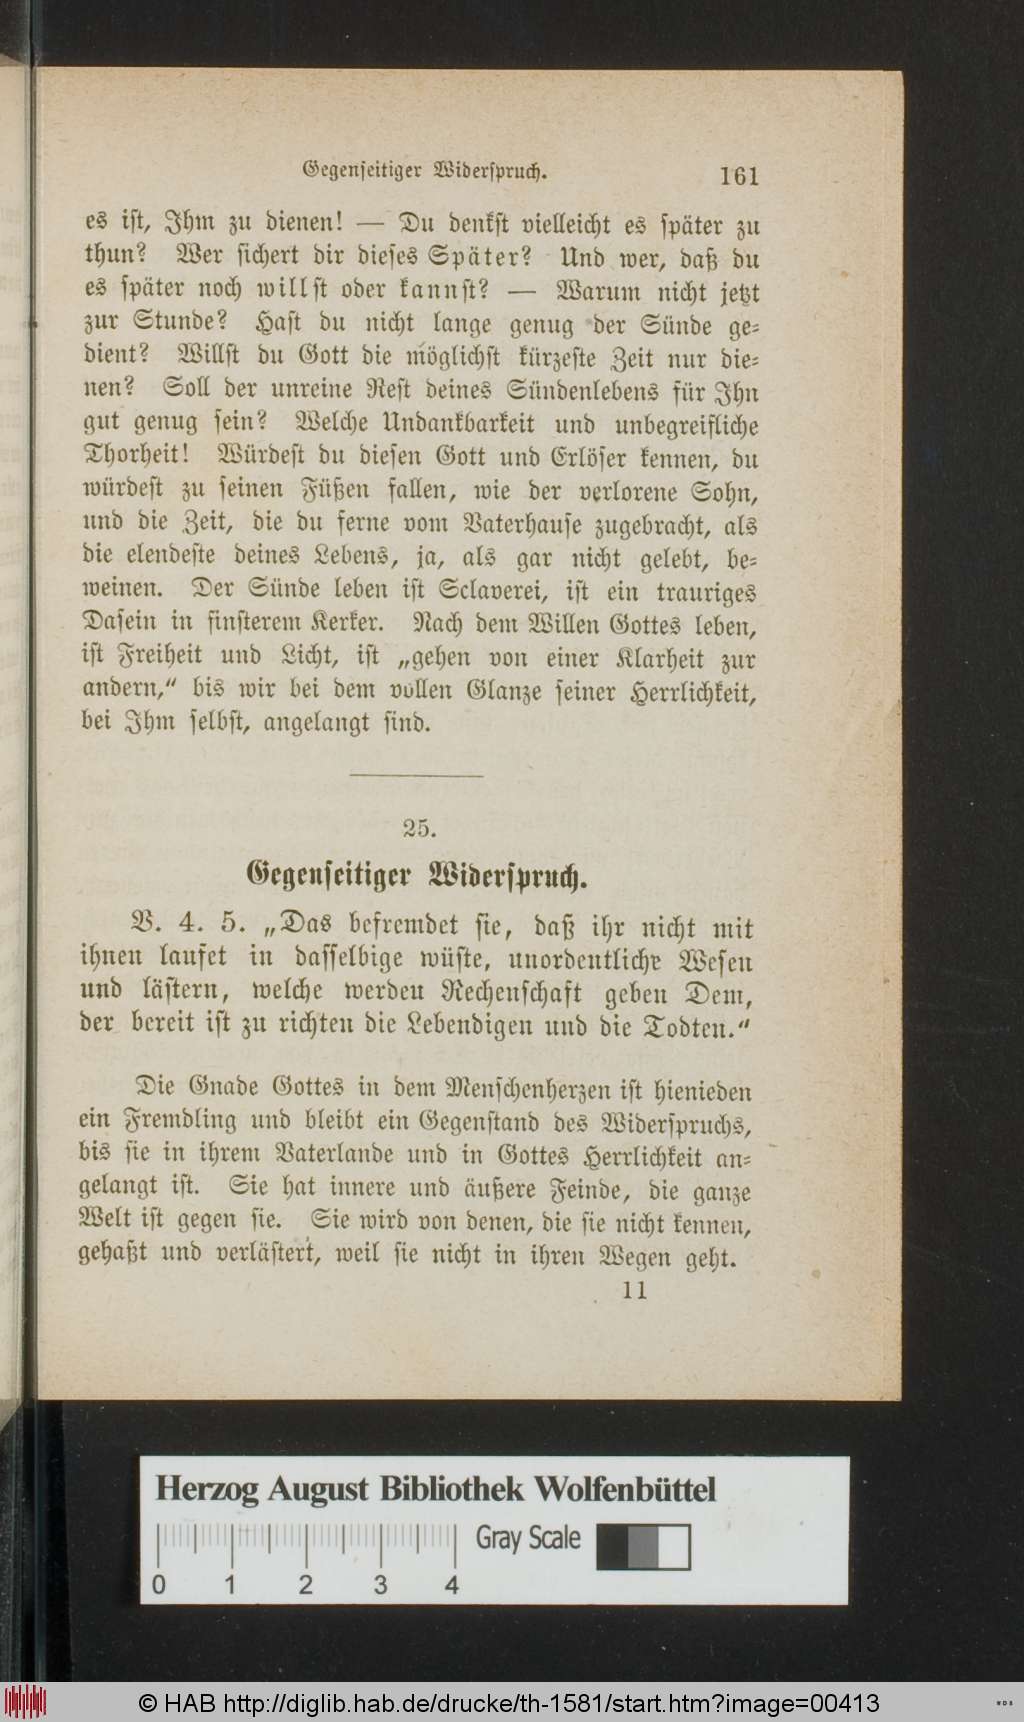 Gegenseitiger Widerspruch. 161
es ist, Ihm zu dienen! — Du denkst vielleicht es später zu
thun? Wer sichert dir dieses Später? Und wer, daß du
es später noch willst oder kannst? — Warum nicht jetzt
zur Stunde? Hast du nicht lange genug der Sünde ge-
dient? Willst du Gott die möglichst kürzeste Zeit nur die-
nen? Soll der unreine Rest deines Sündenlebens für Ihn
gut genug sein? Welche Undankbarkeit und unbegreifliche
Thorheit! Würdest du diesen Gott und Erlöser kennen, du
würdest zu seinen Füßen fallen, wie der verlorene Sohn,
und die Zeit, die du ferne vom Vaterhause zugebracht, als
die elendeste deines Lebens, ja, als gar nicht gelebt, be-
weinen. Der Sünde leben ist Sclaverei, ist ein trauriges
Dasein in finsterem Kerker. Nach dem Willen Gottes leben,
ist Freiheit und Licht, ist „gehen von einer Klarheit zur
andern,“ bis wir bei dem vollen Glanze seiner Herrlichkeit,
bei Ihm selbst, angelangt sind.
25.
Gegenseitiger Widerspruch.
V. 4. 5. „Das befremdet sie, daß ihr nicht mit
ihnen laufet in dasselbige wüste, unordentliche Wesen
und lästern, welche werden Rechenschaft geben Dem,
der bereit ist zu richten die Lebendigen und die Todten.“
Die Gnade Gottes in dem Menschenherzen ist hienieden
ein Fremdling und bleibt ein Gegenstand des Widerspruchs,
bis sie in ihrem Vaterlande und in Gottes Herrlichkeit an-
gelangt ist. Sie hat innere und äußere Feinde, die ganze
Welt ist gegen sie. Sie wird von denen, die sie nicht kennen,
gehaßt und verlästert, weil sie nicht in ihren Wegen geht.
11
Herzog August Bibliothek Wolfenbüttel
Gray Scale
0 1 2 3 4
© HAB http://diglib.hab.de/drucke/th-1581/start.htm?image=00413